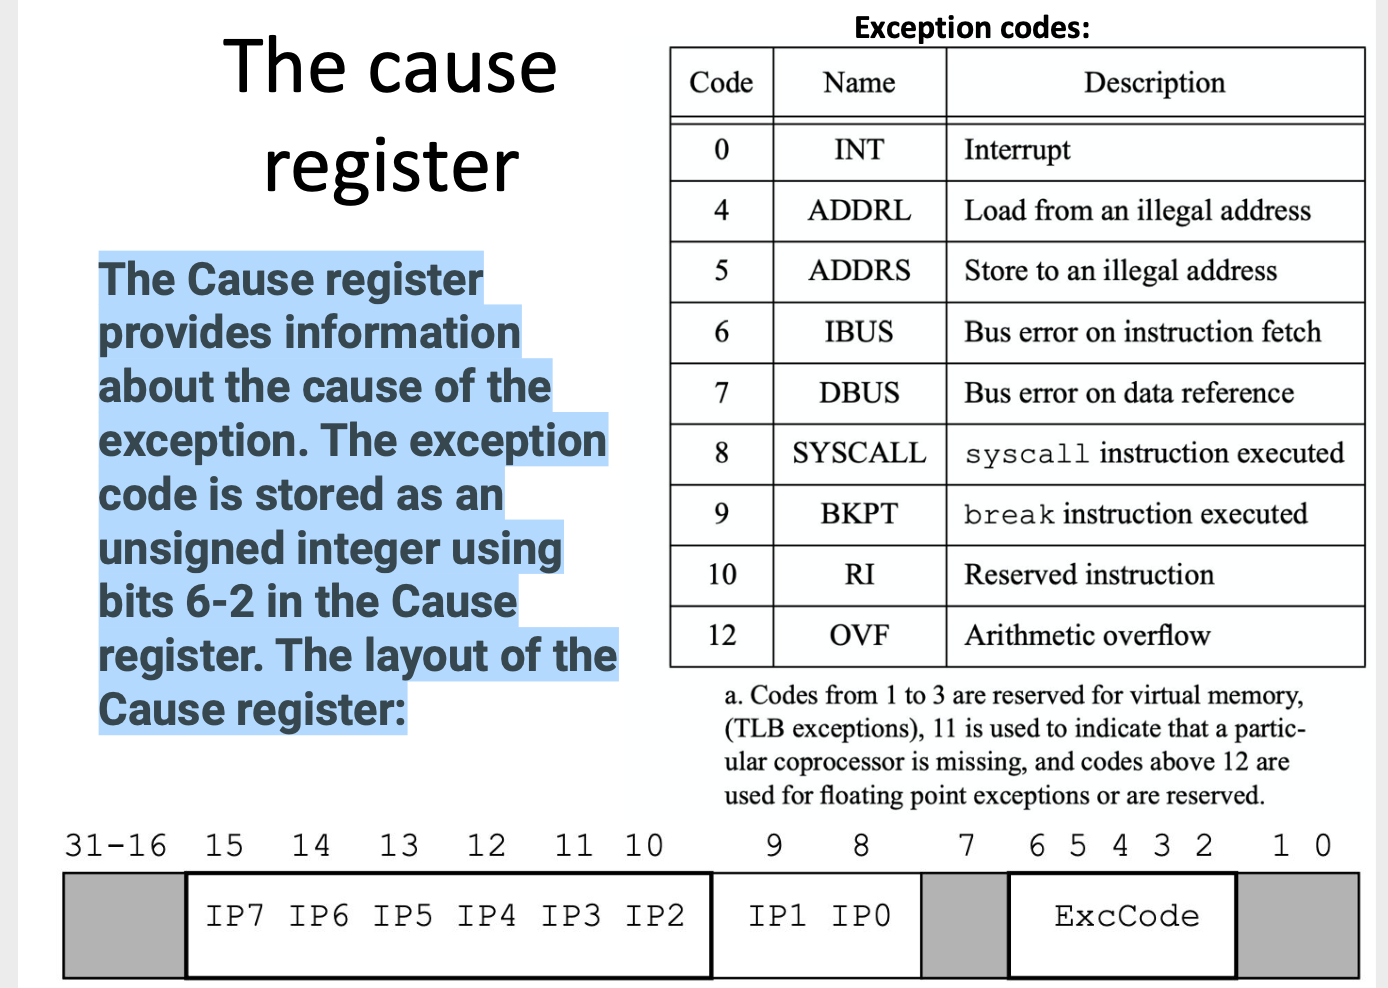 The cause
register
The Cause register
provides information
about the cause of the
exception. The exception
code is stored as an
unsigned integer using
bits 6-2 in the Cause
register. The layout of the
Cause register:
Exception codes:
Code Name Description
0 INT Interrupt
4 ADDRL Load from an illegal address
5 ADDRS Store to an illegal address
6 IBUS Bus error on instruction fetch
7 DBUS Bus error on data reference
8 SYSCALL syscall instruction executed
9 BKPT break instruction executed
10 RI Reserved instruction
12 OVF Arithmetic overflow
a. Codes from 1 to 3 are reserved for virtual memory,
(TLB exceptions), 11 is used to indicate that a partic-
ular coprocessor is missing, and codes above 12 are
used for floating point exceptions or are reserved.
31-16 15 14 13 12 11 10 9 8 7 6 5 4 3 2 1 0
IP7 IP6 IP5 IP4 IP3 IP2 IP1 IP0 ExcCode